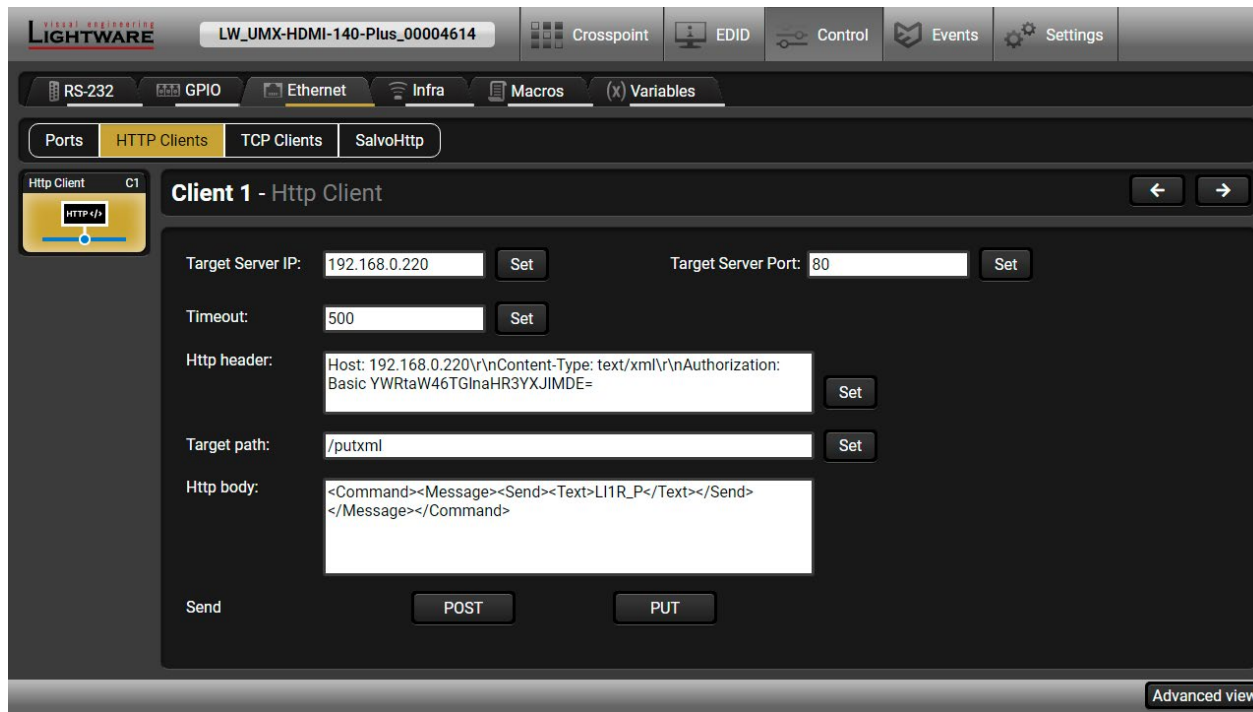 visual engineering
LIGHTWARE
LW_UMX-HDMI-140-Plus_00004614
Crosspoint
EDID
Control
Events
Settings
RS-232
GPIO
Ethernet
Infra
Macros
(x) Variables
Ports
HTTP Clients
TCP Clients
SalvoHttp
Http Client C1
HTTP </>
Client 1 - Http Client
Target Server IP: 192.168.0.220 Set
Target Server Port: 80 Set
Timeout: 500 Set
Http header:
Host: 192.168.0.220\r\nContent-Type: text/xml\r\nAuthorization:
Basic YWRtaW46TGlnaHR3YXJlMDE=
Set
Target path: /putxml Set
Http body:
<Command><Message><Send><Text>LI1R_P</Text></Send>
</Message></Command>
Send POST PUT
Advanced view